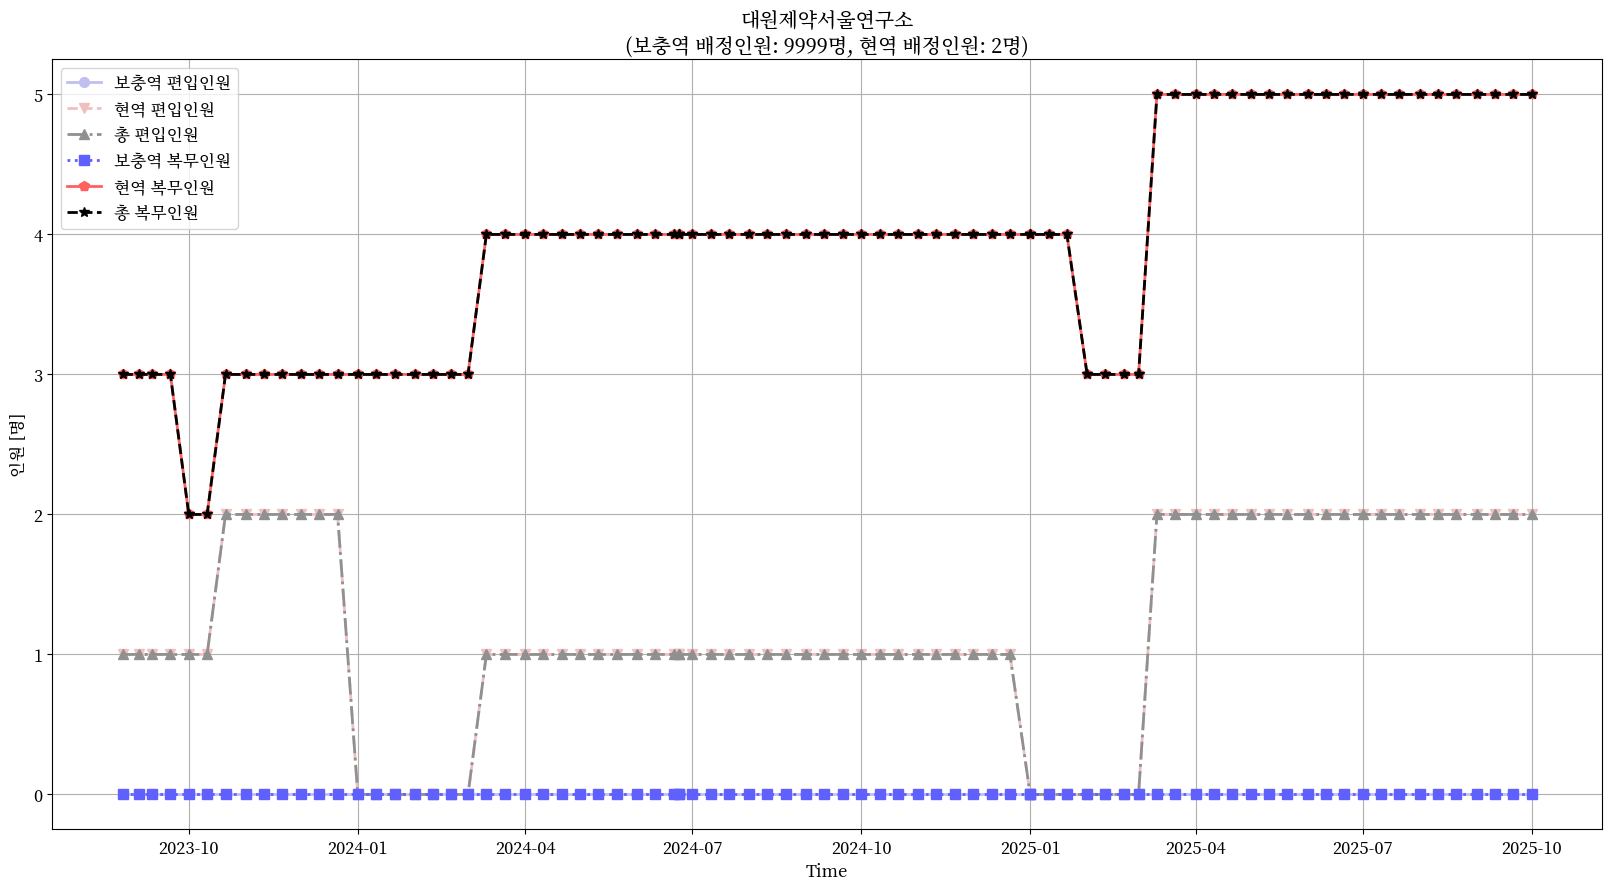 대원제약서울연구소
(보충역 배정인원: 9999명, 현역 배정인원: 2명)
보충역 편입인원
현역 편입인원
총 편입인원
보충역 복무인원
현역 복무인원
총 복무인원
인원 [명]
5
4
3
2
1
0
2023-10
2024-01
2024-04
2024-07
2024-10
2025-01
2025-04
2025-07
2025-10
Time